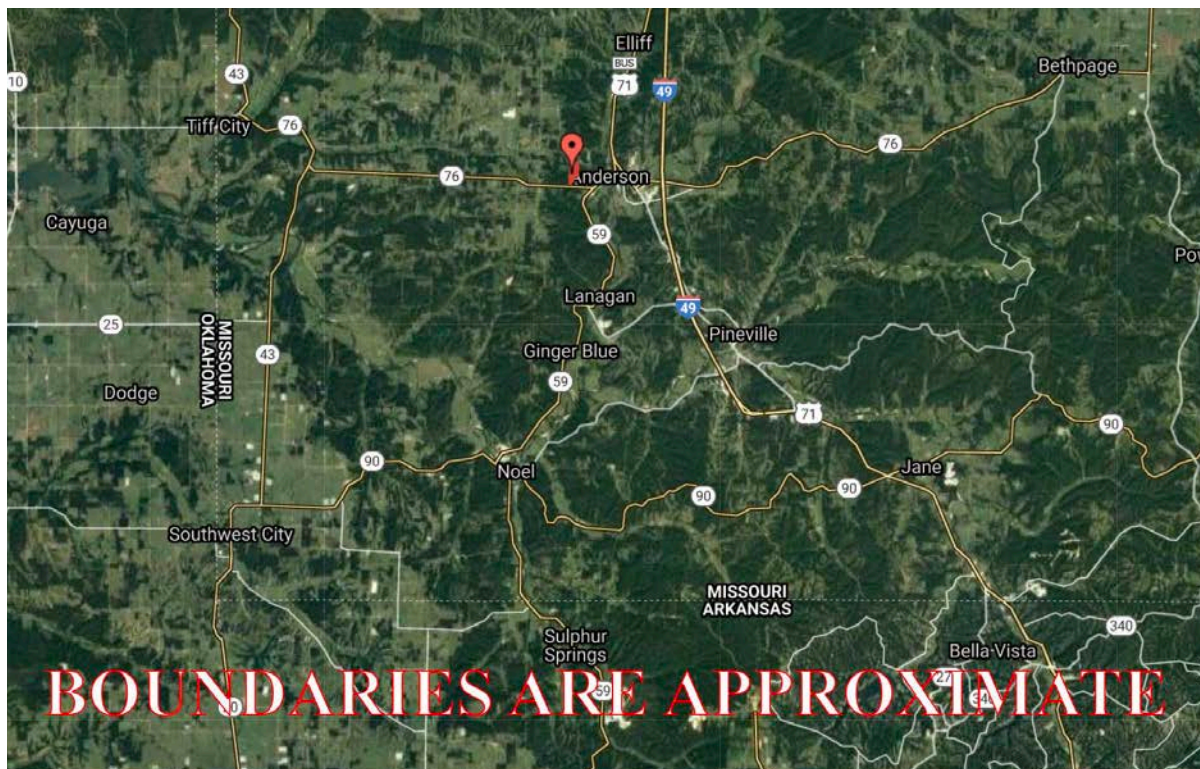 Elliff
BUS
71
43
49
Bethpage
10
Tiff City
76
76
76
Anderson
Cayuga
59
Pow
Lanagan
49
25
MISSOURI
OKLAHOMA
Pineville
Ginger Blue
43
59
Dodge
71
90
90
Noel
Jane
90
90
Southwest City
MISSOURI
ARKANSAS
340
Sulphur
Springs
Bella Vista
27
59
340
BOUNDARIES ARE APPROXIMATE